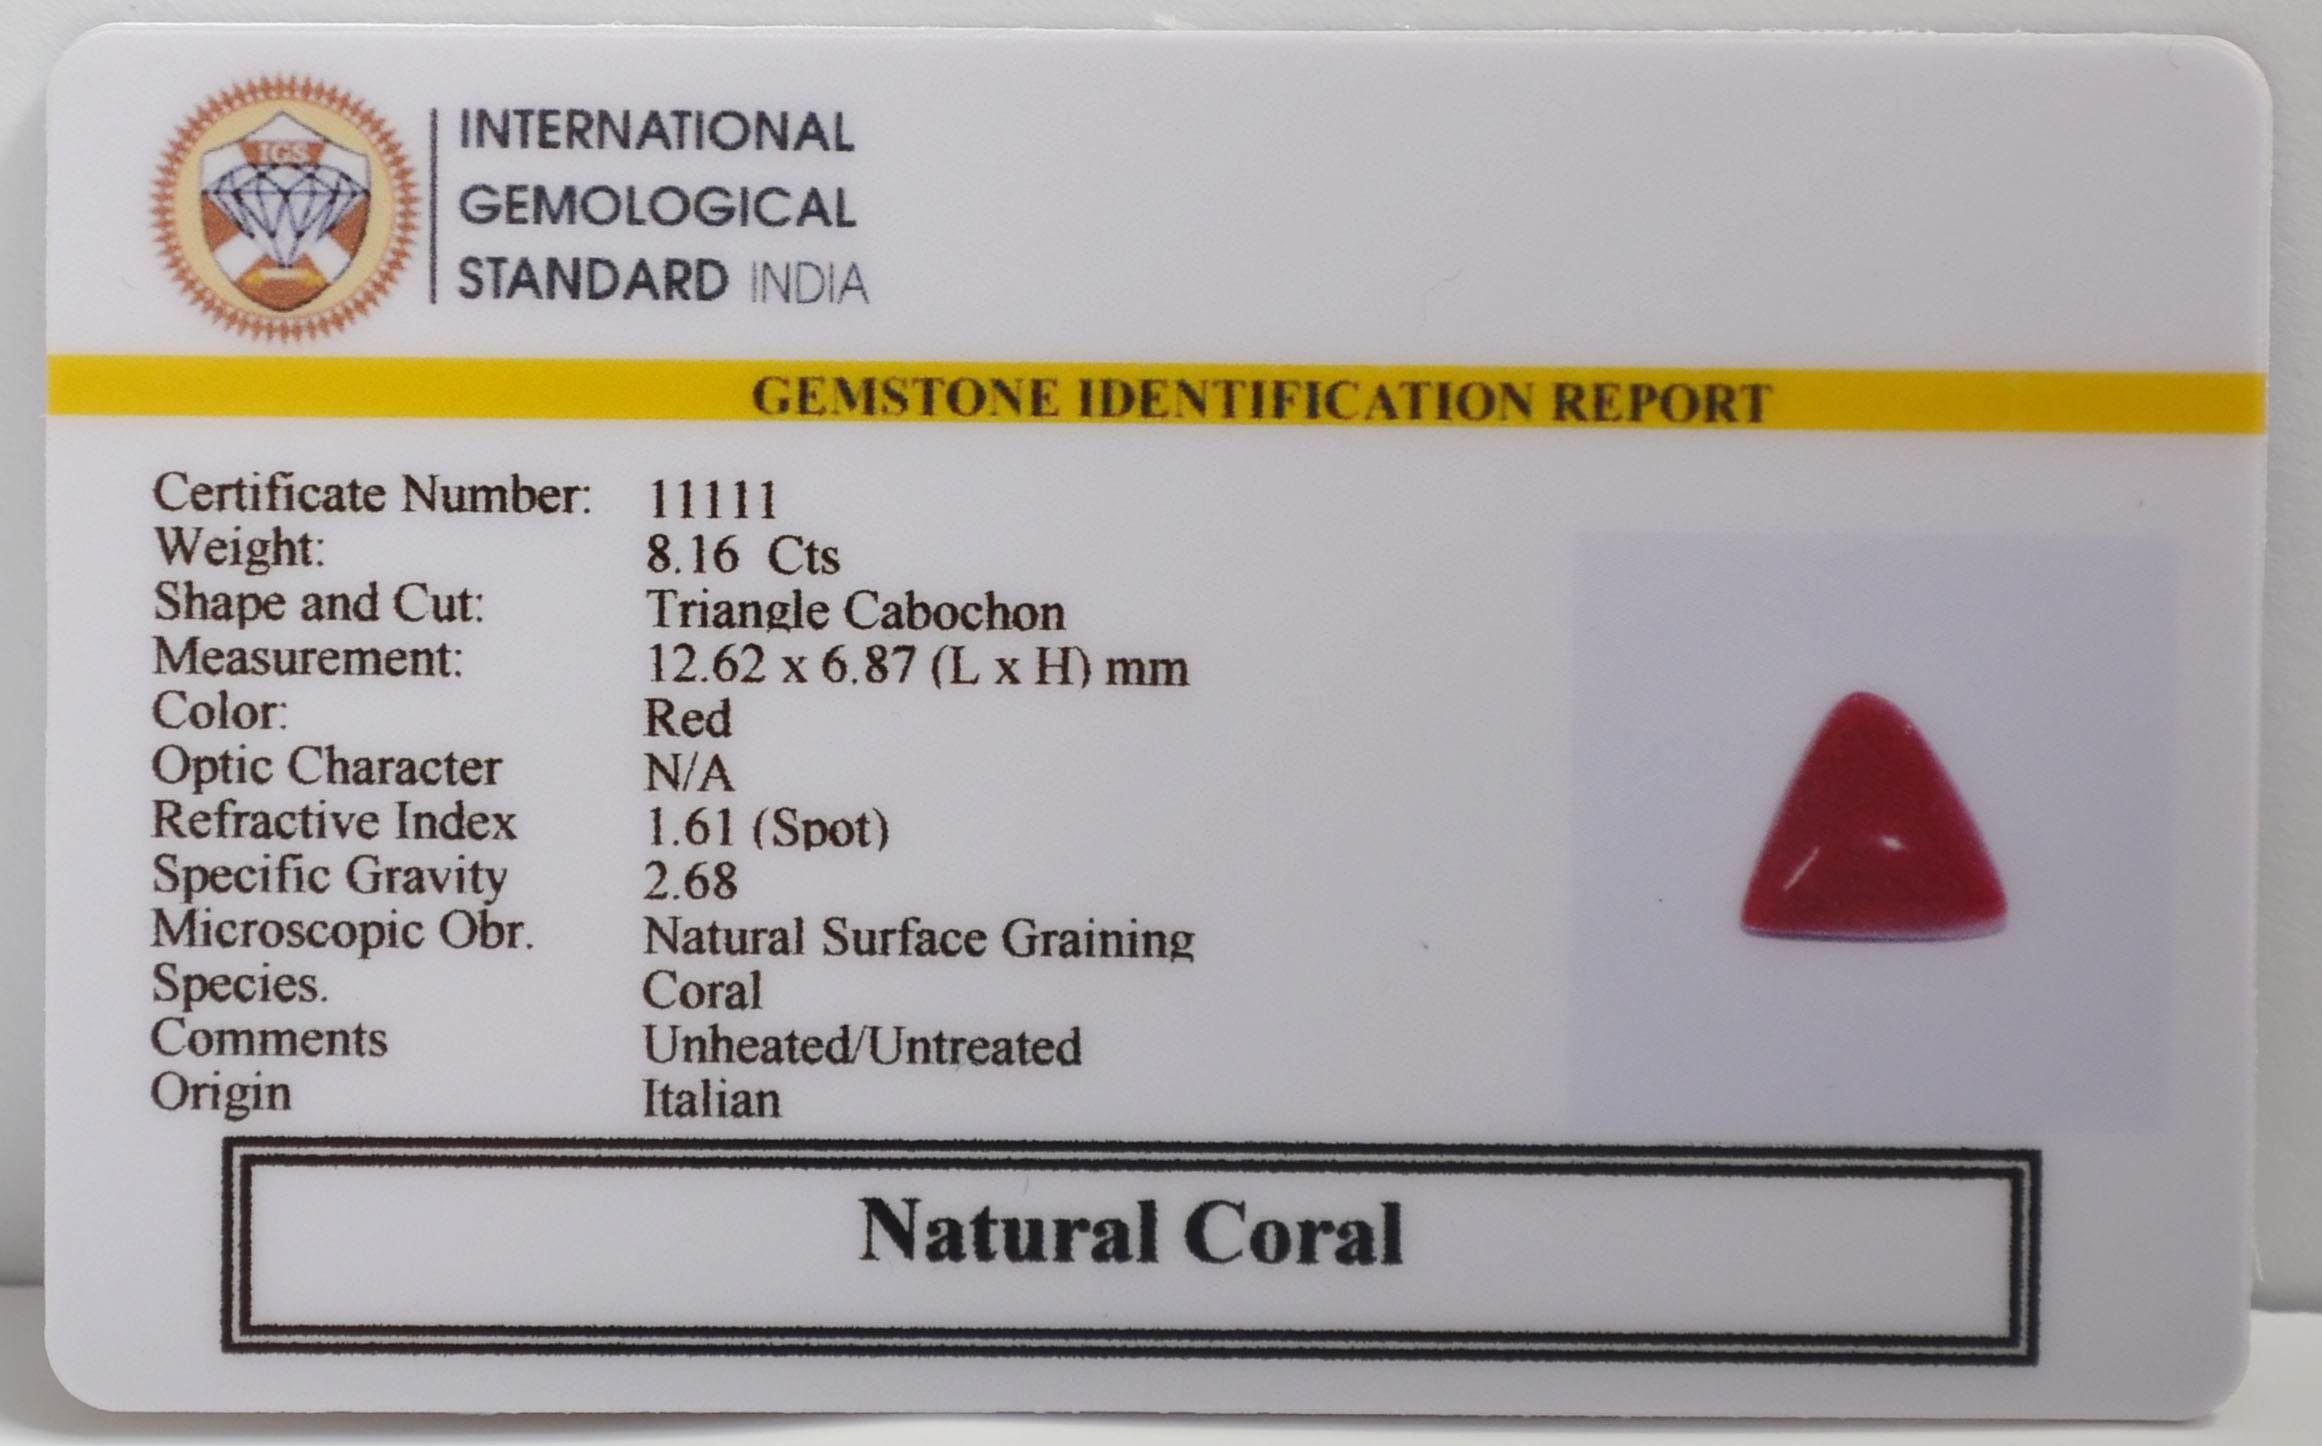 IGS
INTERNATIONAL
GEMOLOGICAL
STANDARD INDIA
GEMSTONE IDENTIFICATION REPORT
Certificate Number: 11111
Weight: 8.16 Cts
Shape and Cut: Triangle Cabochon
Measurement: 12.62 x 6.87 (L x H) mm
Color: Red
Optic Character N/A
Refractive Index 1.61 (Spot)
Specific Gravity 2.68
Microscopic Obr. Natural Surface Graining
Species. Coral
Comments Unheated/Untreated
Origin Italian
Natural Coral